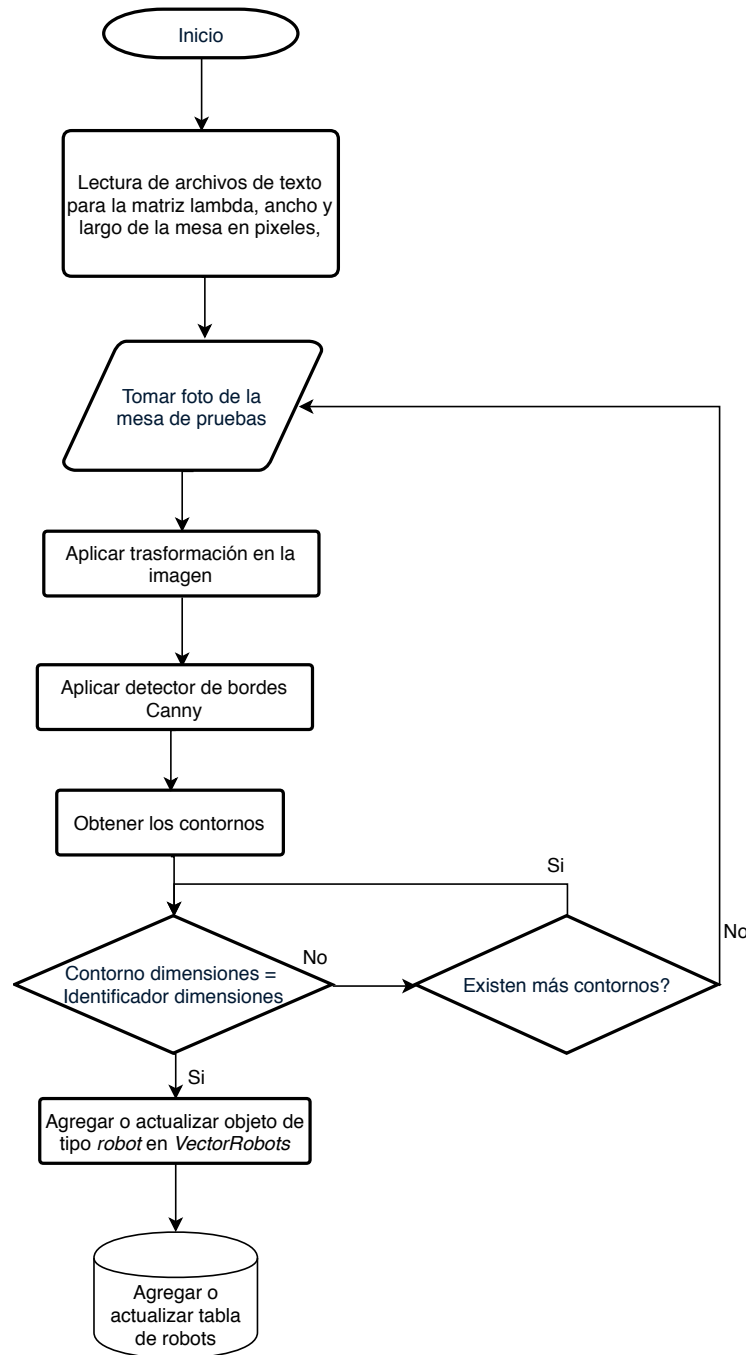 Inicio
Lectura de archivos de texto
para la matriz lambda, ancho y
largo de la mesa en pixeles,
Tomar foto de la
mesa de pruebas
Aplicar trasformación en la
imagen
Aplicar detector de bordes
Canny
Obtener los contornos
Si
No
Contorno dimensiones =
Identificador dimensiones
No
Existen más contornos?
Si
Agregar o actualizar objeto de
tipo robot en VectorRobots
Agregar o
actualizar tabla
de robots